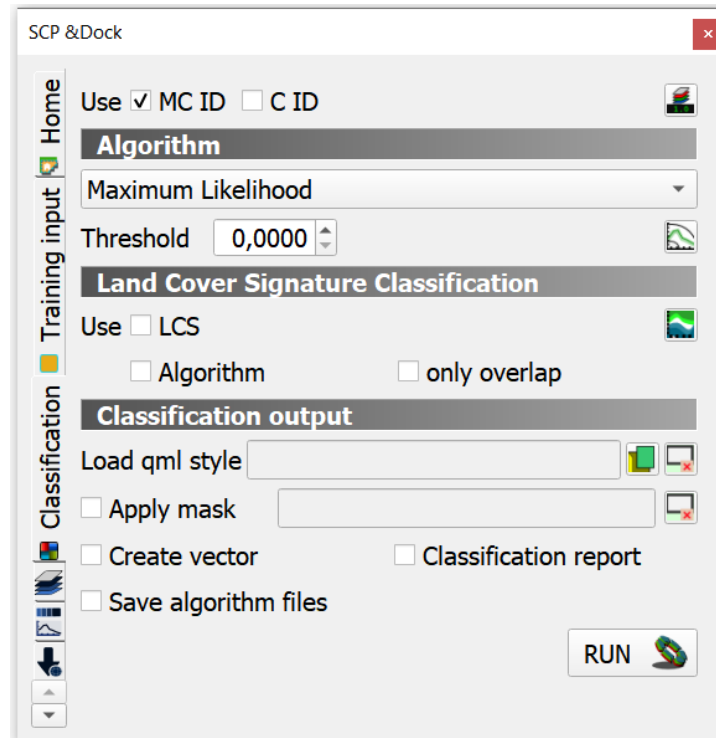 SCP &Dock
Home
Training input
Classification
Use MC ID C ID
Algorithm
Maximum Likelihood
Threshold 0,0000
Land Cover Signature Classification
Use LCS
Algorithm only overlap
Classification output
Load qml style
Apply mask
Create vector Classification report
Save algorithm files
RUN